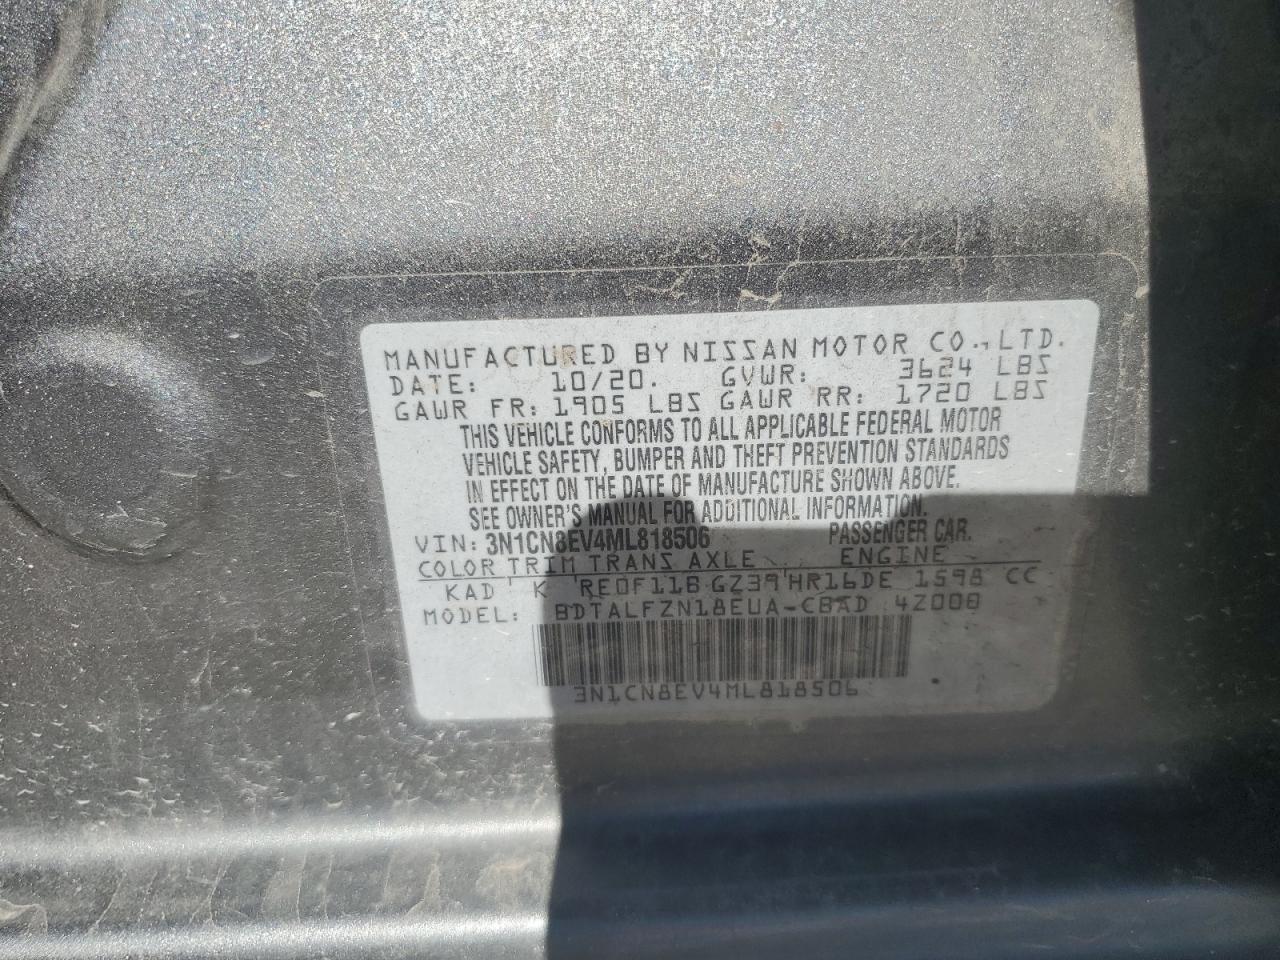 MANUFACTURED BY NISSAN MOTOR CO., LTD.
DATE: 10/20. GVWR: 3624 LBS
GAWR FR: 1905 LBS GAWR RR: 1720 LBS
THIS VEHICLE CONFORMS TO ALL APPLICABLE FEDERAL MOTOR
VEHICLE SAFETY, BUMPER AND THEFT PREVENTION STANDARDS
IN EFFECT ON THE DATE OF MANUFACTURE SHOWN ABOVE.
SEE OWNER'S MANUAL FOR ADDITIONAL INFORMATION.
VIN: 3N1CN8EV4ML818506 PASSENGER CAR.
COLOR TRIM TRANS AXLE ENGINE
KAD K RE0F11B GZ39 HR16DE 1598 CC
MODEL: BDTALFZN18EUA-CBAD 4Z008
3N1CN8EV4ML818506